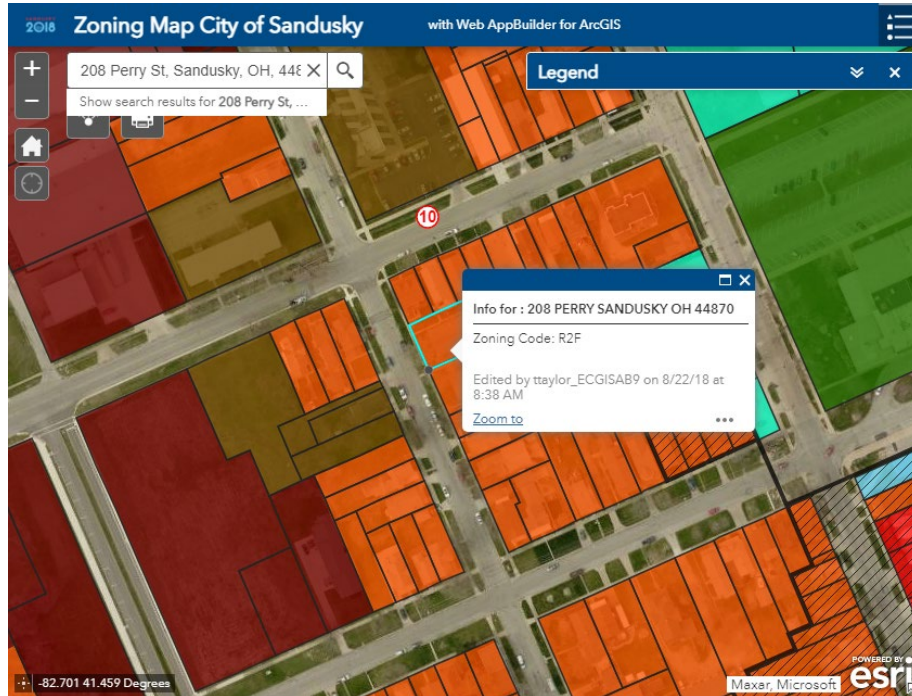 2018
Zoning Map City of Sandusky
with Web AppBuilder for ArcGIS
+
208 Perry St, Sandusky, OH, 448
Show search results for 208 Perry St, ...
−
Legend
10
Info for : 208 PERRY SANDUSKY OH 44870
Zoning Code: R2F
Edited by ttaylor_ECGISAB9 on 8/22/18 at
8:38 AM
Zoom to
-82.701 41.459 Degrees
Maxar, Microsoft
POWERED BY
esri